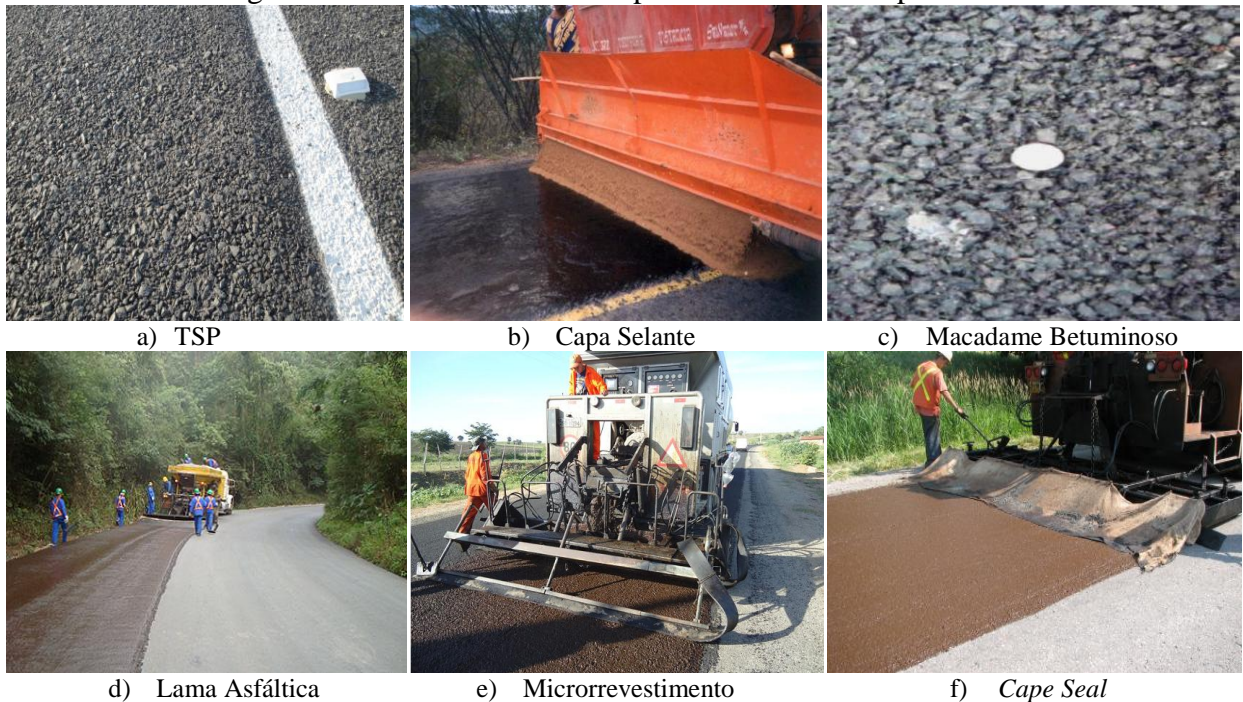 a) TSP
b) Capa Selante
c) Macadame Betuminoso
d) Lama Asfáltica
e) Microrrevestimento
f) Cape Seal